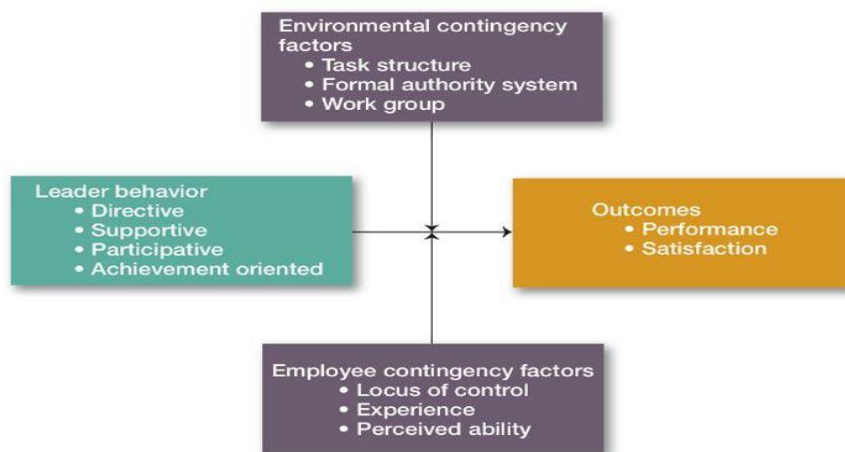 Environmental contingency
factors
• Task structure
• Formal authority system
• Work group
Leader behavior
• Directive
• Supportive
• Participative
• Achievement oriented
Outcomes
• Performance
• Satisfaction
Employee contingency factors
• Locus of control
• Experience
• Perceived ability